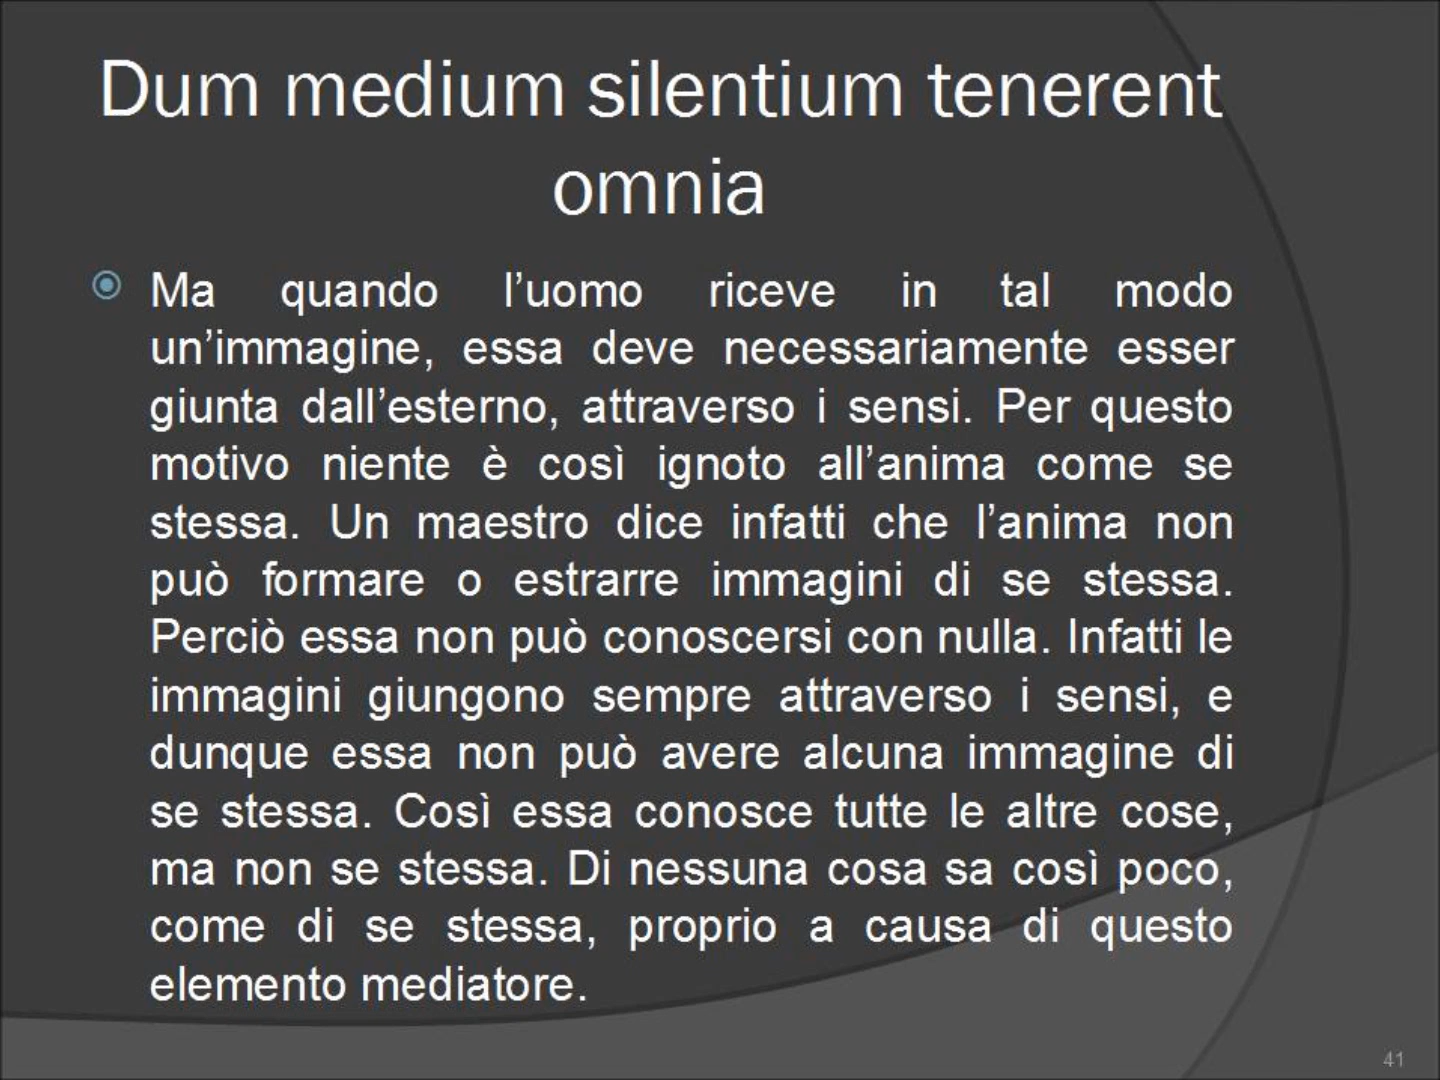 Dum medium silentium tenerent
omnia
Ma quando l’uomo riceve in tal modo
un’immagine, essa deve necessariamente esser
giunta dall’esterno, attraverso i sensi. Per questo
motivo niente è così ignoto all’anima come se
stessa. Un maestro dice infatti che l’anima non
può formare o estrarre immagini di se stessa.
Perciò essa non può conoscersi con nulla. Infatti le
immagini giungono sempre attraverso i sensi, e
dunque essa non può avere alcuna immagine di
se stessa. Così essa conosce tutte le altre cose,
ma non se stessa. Di nessuna cosa sa così poco,
come di se stessa, proprio a causa di questo
elemento mediatore.
41